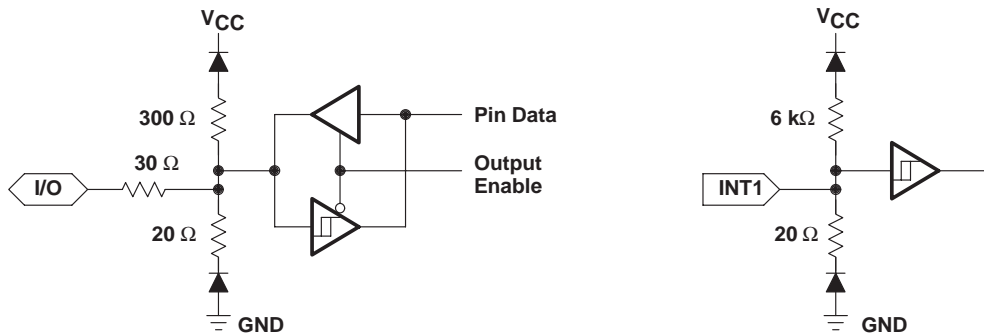 VCC
300 Ω
30 Ω
I/O
20 Ω
GND
Pin Data
Output
Enable
VCC
6 kΩ
INT1
20 Ω
GND